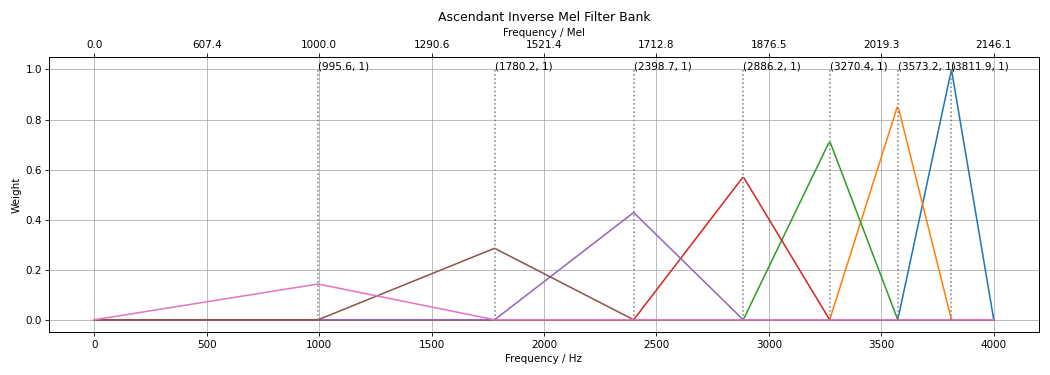 Ascendant Inverse Mel Filter Bank
Frequency / Mel
0.0 607.4 1000.0 1290.6 1521.4 1712.8 1876.5 2019.3 2146.1
(995.6, 1) (1780.2, 1) (2398.7, 1) (2886.2, 1) (3270.4, 1) (3573.2, 1) (3811.9, 1)
1.0
0.8
0.6
0.4
0.2
0.0
Weight
0 500 1000 1500 2000 2500 3000 3500 4000
Frequency / Hz